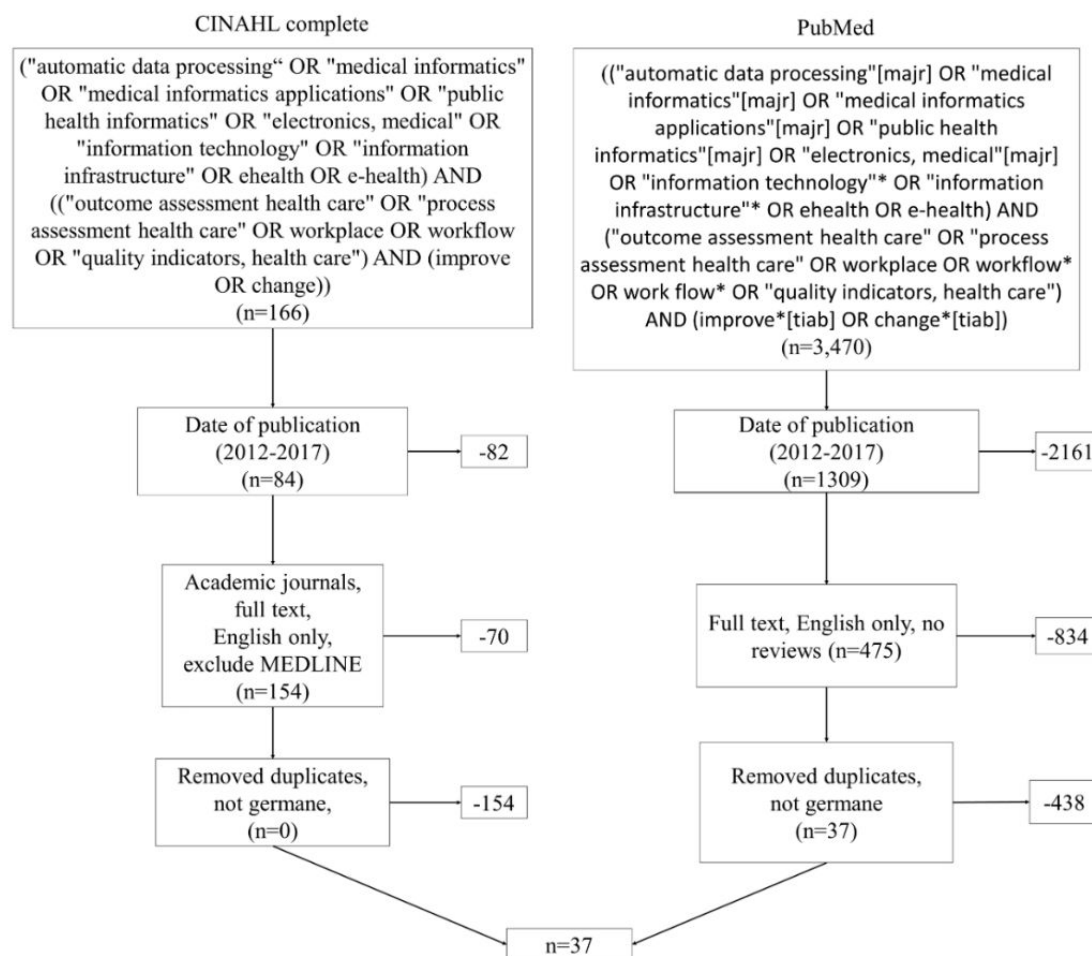 CINAHL complete
("automatic data processing“ OR "medical informatics"
OR "medical informatics applications" OR "public
health informatics" OR "electronics, medical" OR
"information technology" OR "information
infrastructure" OR ehealth OR e-health) AND
(("outcome assessment health care" OR "process
assessment health care" OR workplace OR workflow
OR "quality indicators, health care") AND (improve
OR change))
(n=166)
Date of publication
(2012-2017)
(n=84)
-82
Academic journals,
full text,
English only,
exclude MEDLINE
(n=154)
-70
Removed duplicates,
not germane,
(n=0)
-154
PubMed
(("automatic data processing"[majr] OR "medical
informatics"[majr] OR "medical informatics
applications"[majr] OR "public health
informatics"[majr] OR "electronics, medical"[majr]
OR "information technology"* OR "information
infrastructure"* OR ehealth OR e-health) AND
("outcome assessment health care" OR "process
assessment health care" OR workplace OR workflow*
OR work flow* OR "quality indicators, health care")
AND (improve*[tiab] OR change*[tiab])
(n=3,470)
Date of publication
(2012-2017)
(n=1309)
-2161
Full text, English only, no
reviews (n=475)
-834
Removed duplicates,
not germane
(n=37)
-438
n=37